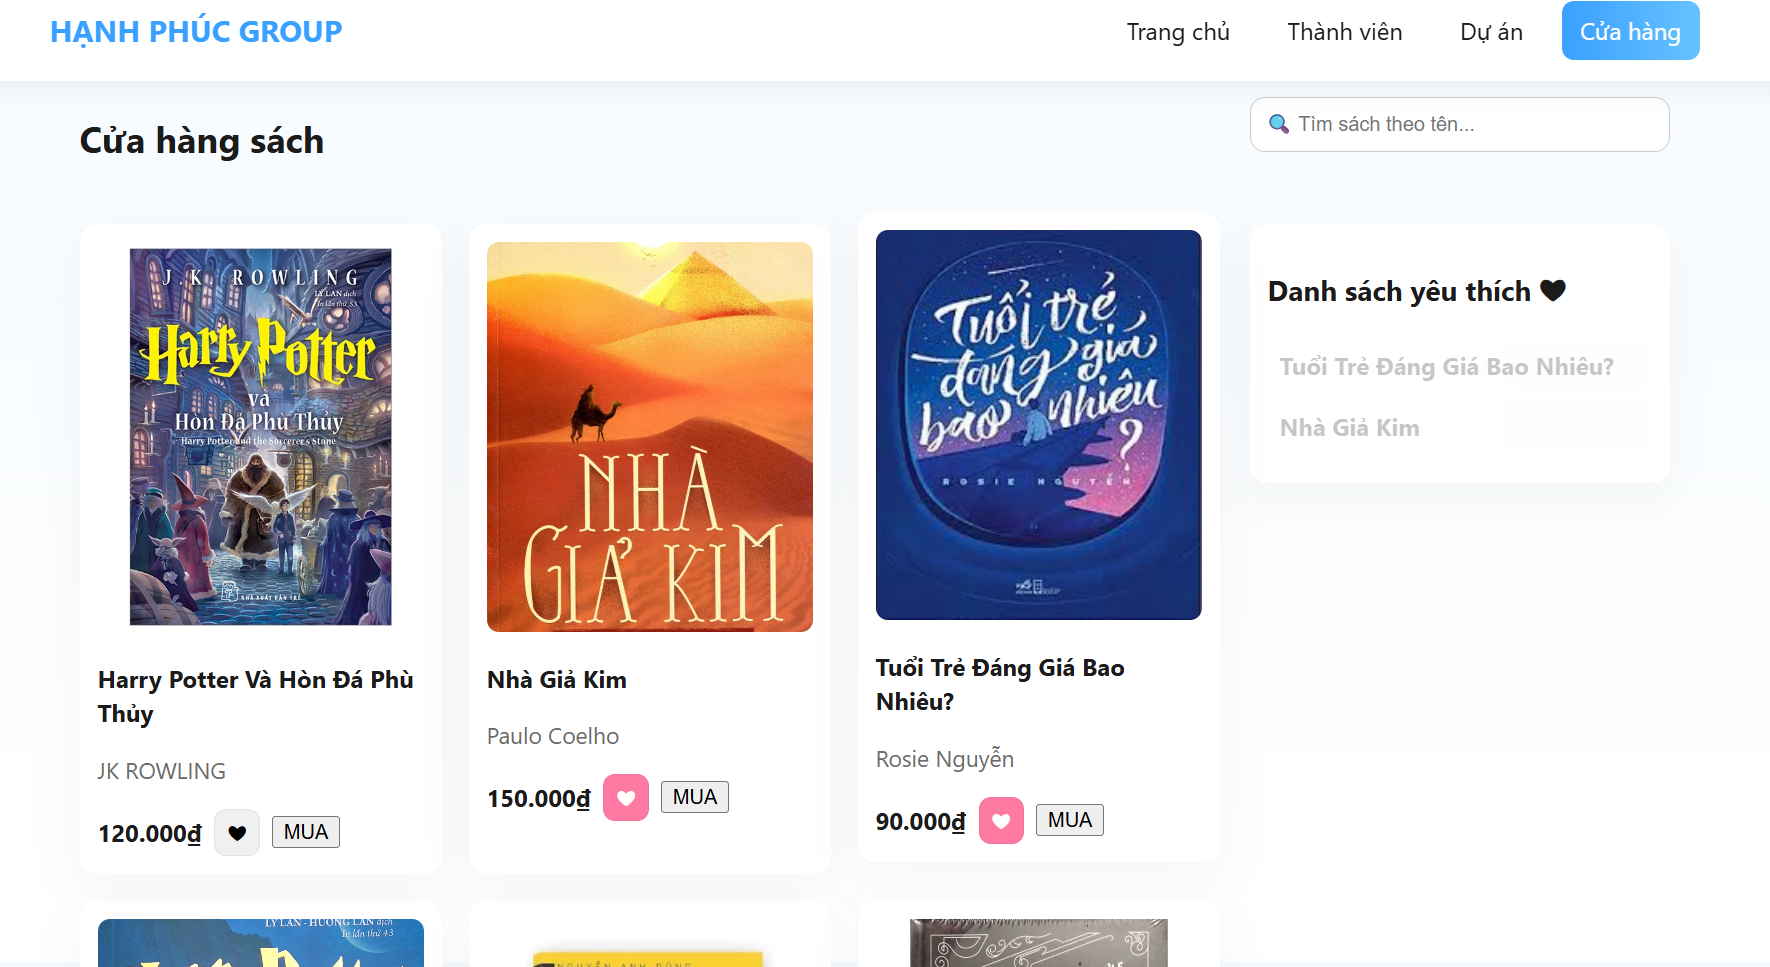 HẠNH PHÚC GROUP
Trang chủ
Thành viên
Dự án
Cửa hàng
Cửa hàng sách
Tìm sách theo tên...
J.K. ROWLING
LÝ LAN dịch
In lần thứ 53
Harry Potter
và
Hòn Đá Phù Thủy
Harry Potter and the Sorcerer's Stone
NHÀ XUẤT BẢN TRẺ
Harry Potter Và Hòn Đá Phù
Thủy
JK ROWLING
120.000₫
MUA
NHÀ
GIẢ KIM
Nhà Giả Kim
Paulo Coelho
150.000₫
MUA
Tuổi trẻ
đáng giá
bao nhiêu
?
ROSIE NGUYỄN
Tuổi Trẻ Đáng Giá Bao
Nhiêu?
Rosie Nguyễn
90.000₫
MUA
Danh sách yêu thích
Tuổi Trẻ Đáng Giá Bao Nhiêu?
Nhà Giả Kim
LÝ LAN - HƯƠNG LAN dịch
In lần thứ 43
NGUYỄN ANH DŨNG